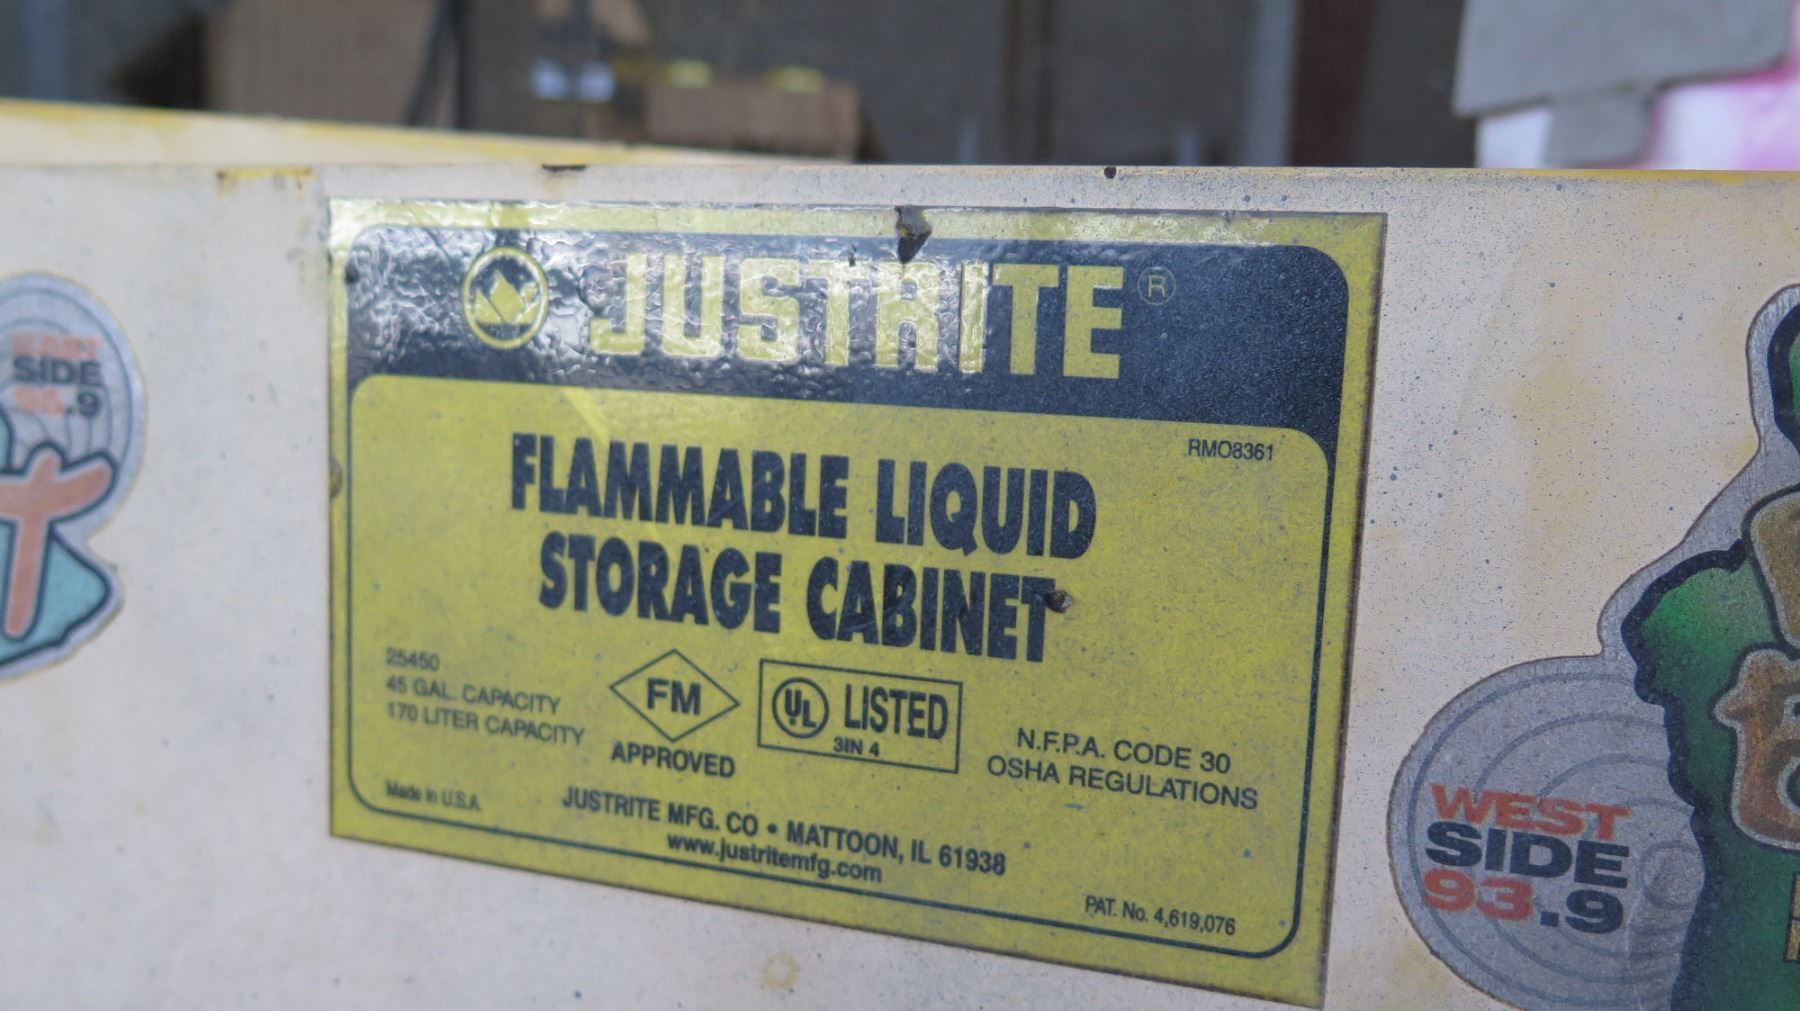 JUSTRITE®
RMO8361
FLAMMABLE LIQUID
STORAGE CABINET
25450
45 GAL. CAPACITY
170 LITER CAPACITY
FM
APPROVED
UL LISTED
3IN 4
N.F.P.A. CODE 30
OSHA REGULATIONS
Made in U.S.A.
JUSTRITE MFG. CO • MATTOON, IL 61938
www.justritemfg.com
PAT. No. 4,619,076
EAST
SIDE
WEST
SIDE
93.9